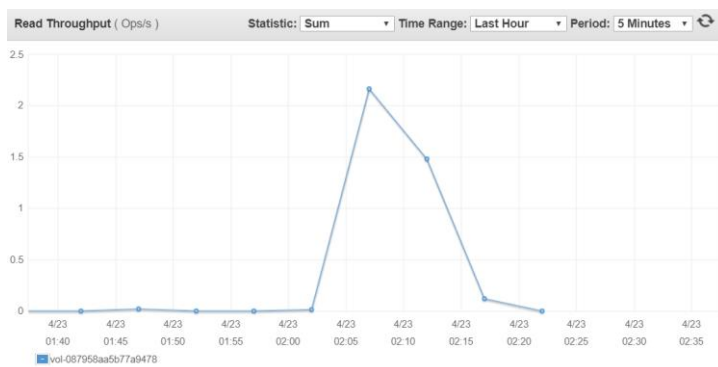 Read Throughput ( Ops/s ) Statistic: Sum Time Range: Last Hour Period: 5 Minutes
2.5
2
1.5
1
0.5
0
4/23 4/23 4/23 4/23 4/23 4/23 4/23 4/23 4/23 4/23 4/23 4/23
01:40 01:45 01:50 01:55 02:00 02:05 02:10 02:15 02:20 02:25 02:30 02:35
vol-087958aa5b77a9478